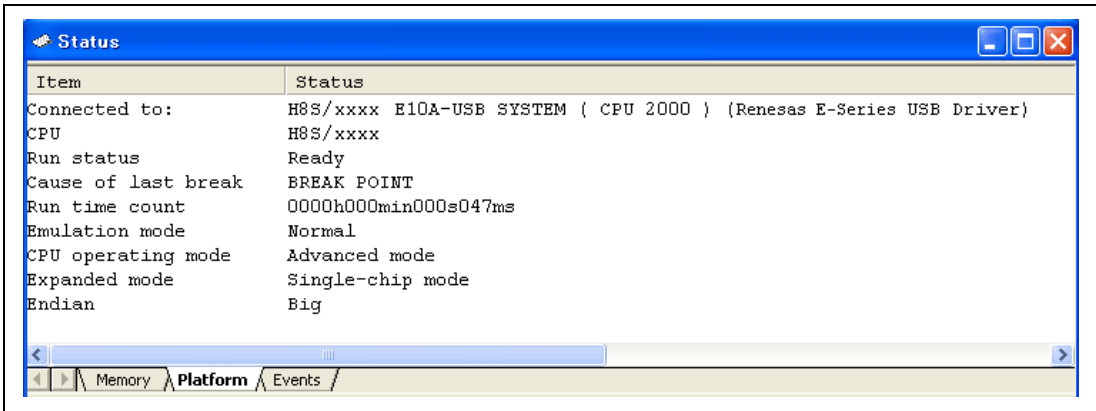 Status
Item Status
Connected to: H8S/xxxx E10A-USB SYSTEM ( CPU 2000 ) (Renesas E-Series USB Driver)
CPU H8S/xxxx
Run status Ready
Cause of last break BREAK POINT
Run time count 0000h000min000s047ms
Emulation mode Normal
CPU operating mode Advanced mode
Expanded mode Single-chip mode
Endian Big
Memory Platform Events